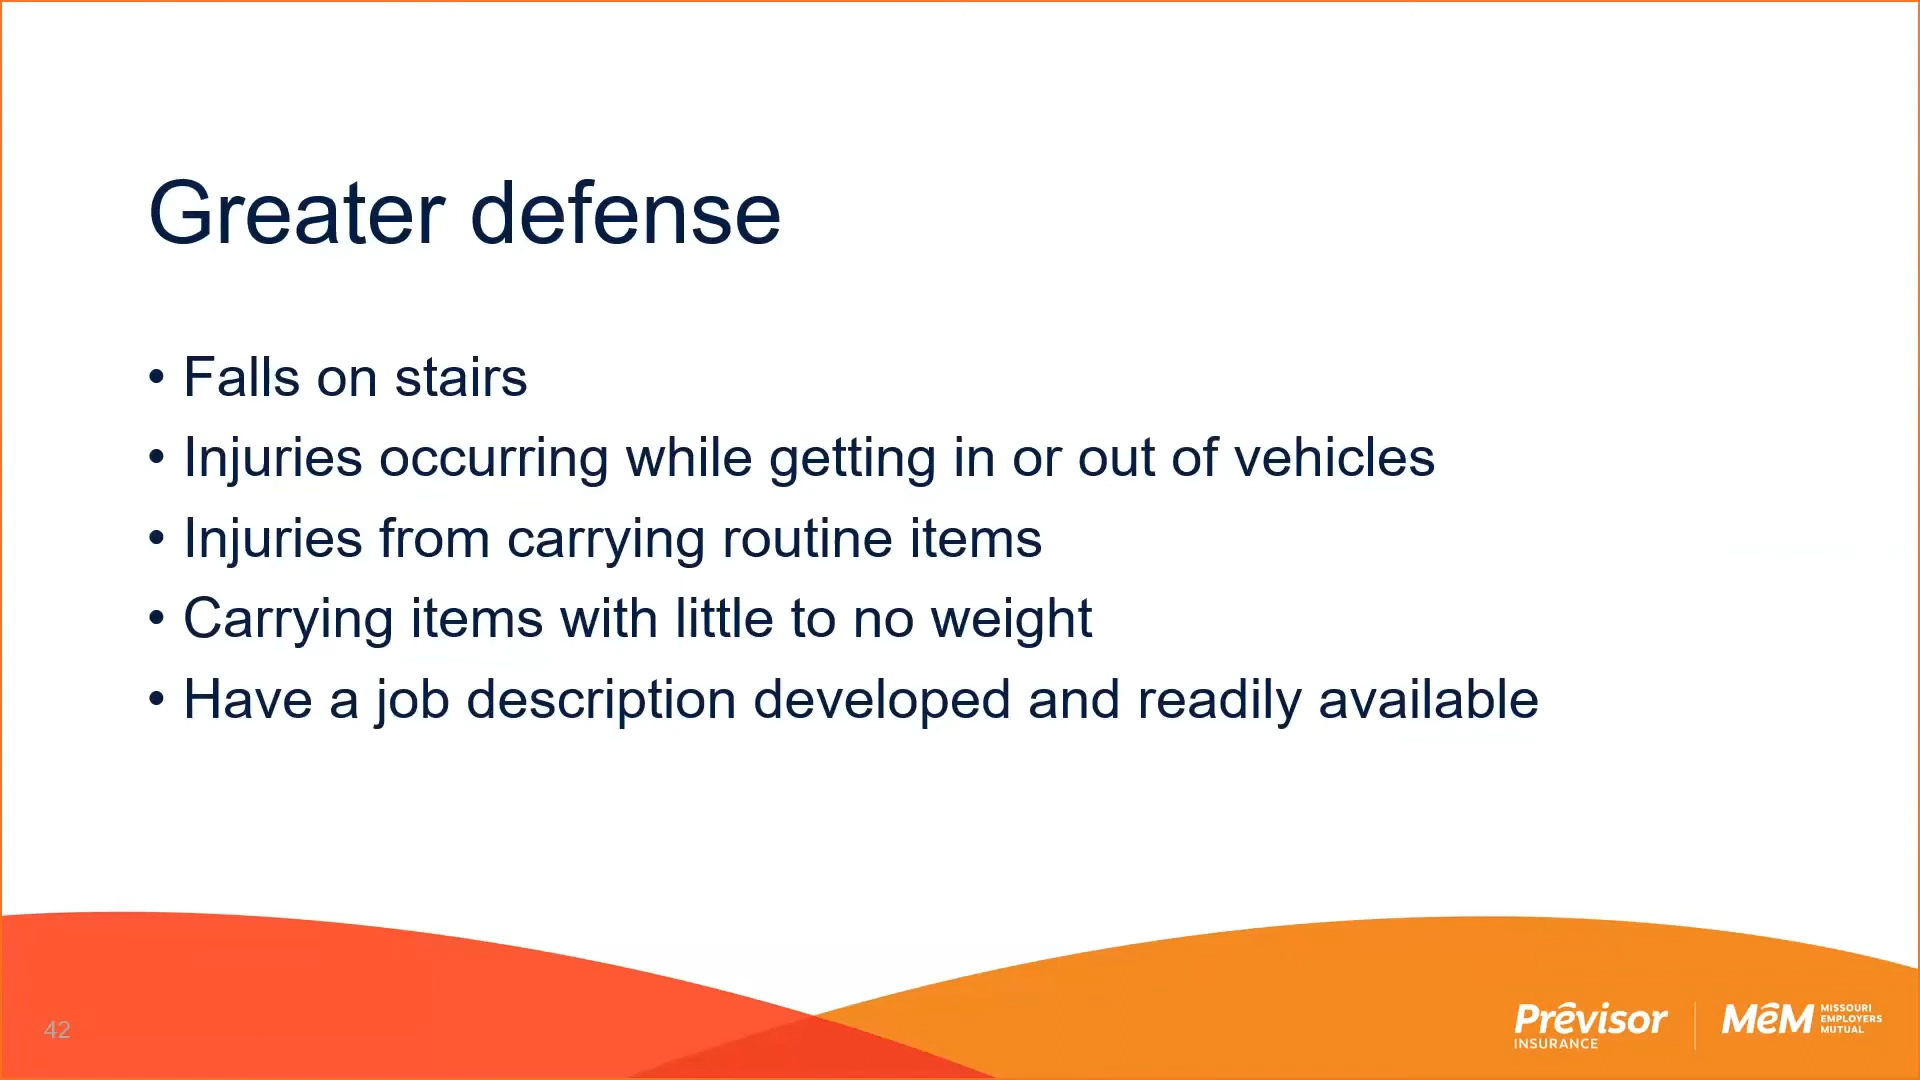 Greater defense
• Falls on stairs
• Injuries occurring while getting in or out of vehicles
• Injuries from carrying routine items
• Carrying items with little to no weight
• Have a job description developed and readily available
42
Prêvisor
INSURANCE
MêM
MISSOURI
EMPLOYERS
MUTUAL